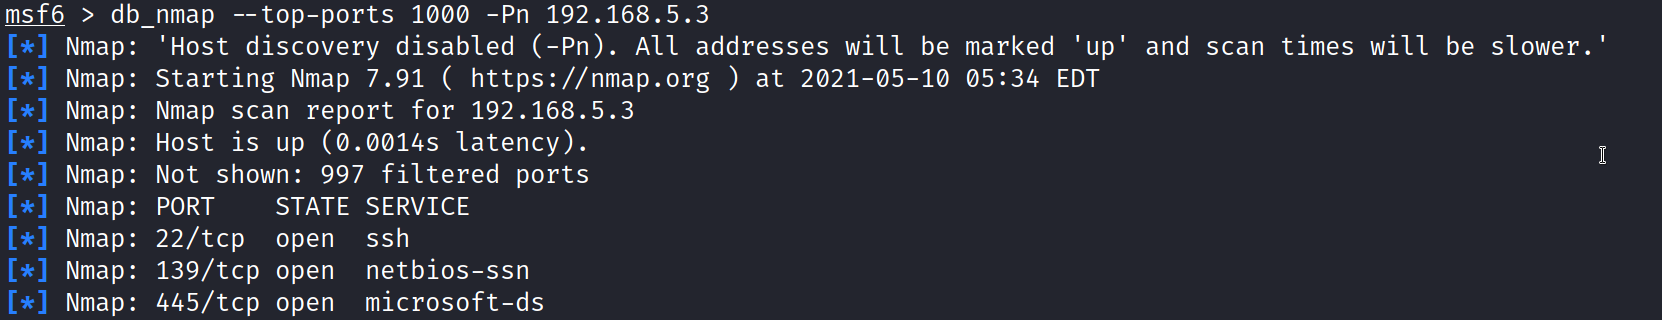 msf6 > db_nmap --top-ports 1000 -Pn 192.168.5.3
[*] Nmap: 'Host discovery disabled (-Pn). All addresses will be marked 'up' and scan times will be slower.'
[*] Nmap: Starting Nmap 7.91 ( https://nmap.org ) at 2021-05-10 05:34 EDT
[*] Nmap: Nmap scan report for 192.168.5.3
[*] Nmap: Host is up (0.0014s latency).
[*] Nmap: Not shown: 997 filtered ports
[*] Nmap: PORT    STATE SERVICE
[*] Nmap: 22/tcp  open  ssh
[*] Nmap: 139/tcp open  netbios-ssn
[*] Nmap: 445/tcp open  microsoft-ds